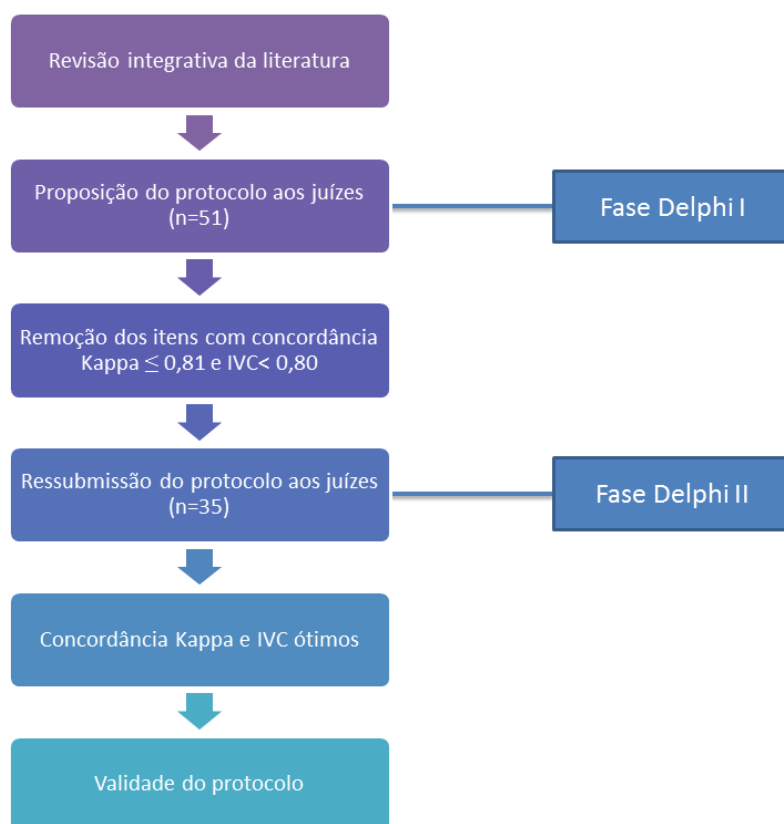 Revisão integrativa da literatura
Proposição do protocolo aos juízes
(n=51)
Fase Delphi I
Remoção dos itens com concordância
Kappa ≤ 0,81 e IVC< 0,80
Ressubmissão do protocolo aos juízes
(n=35)
Fase Delphi II
Concordância Kappa e IVC ótimos
Validade do protocolo